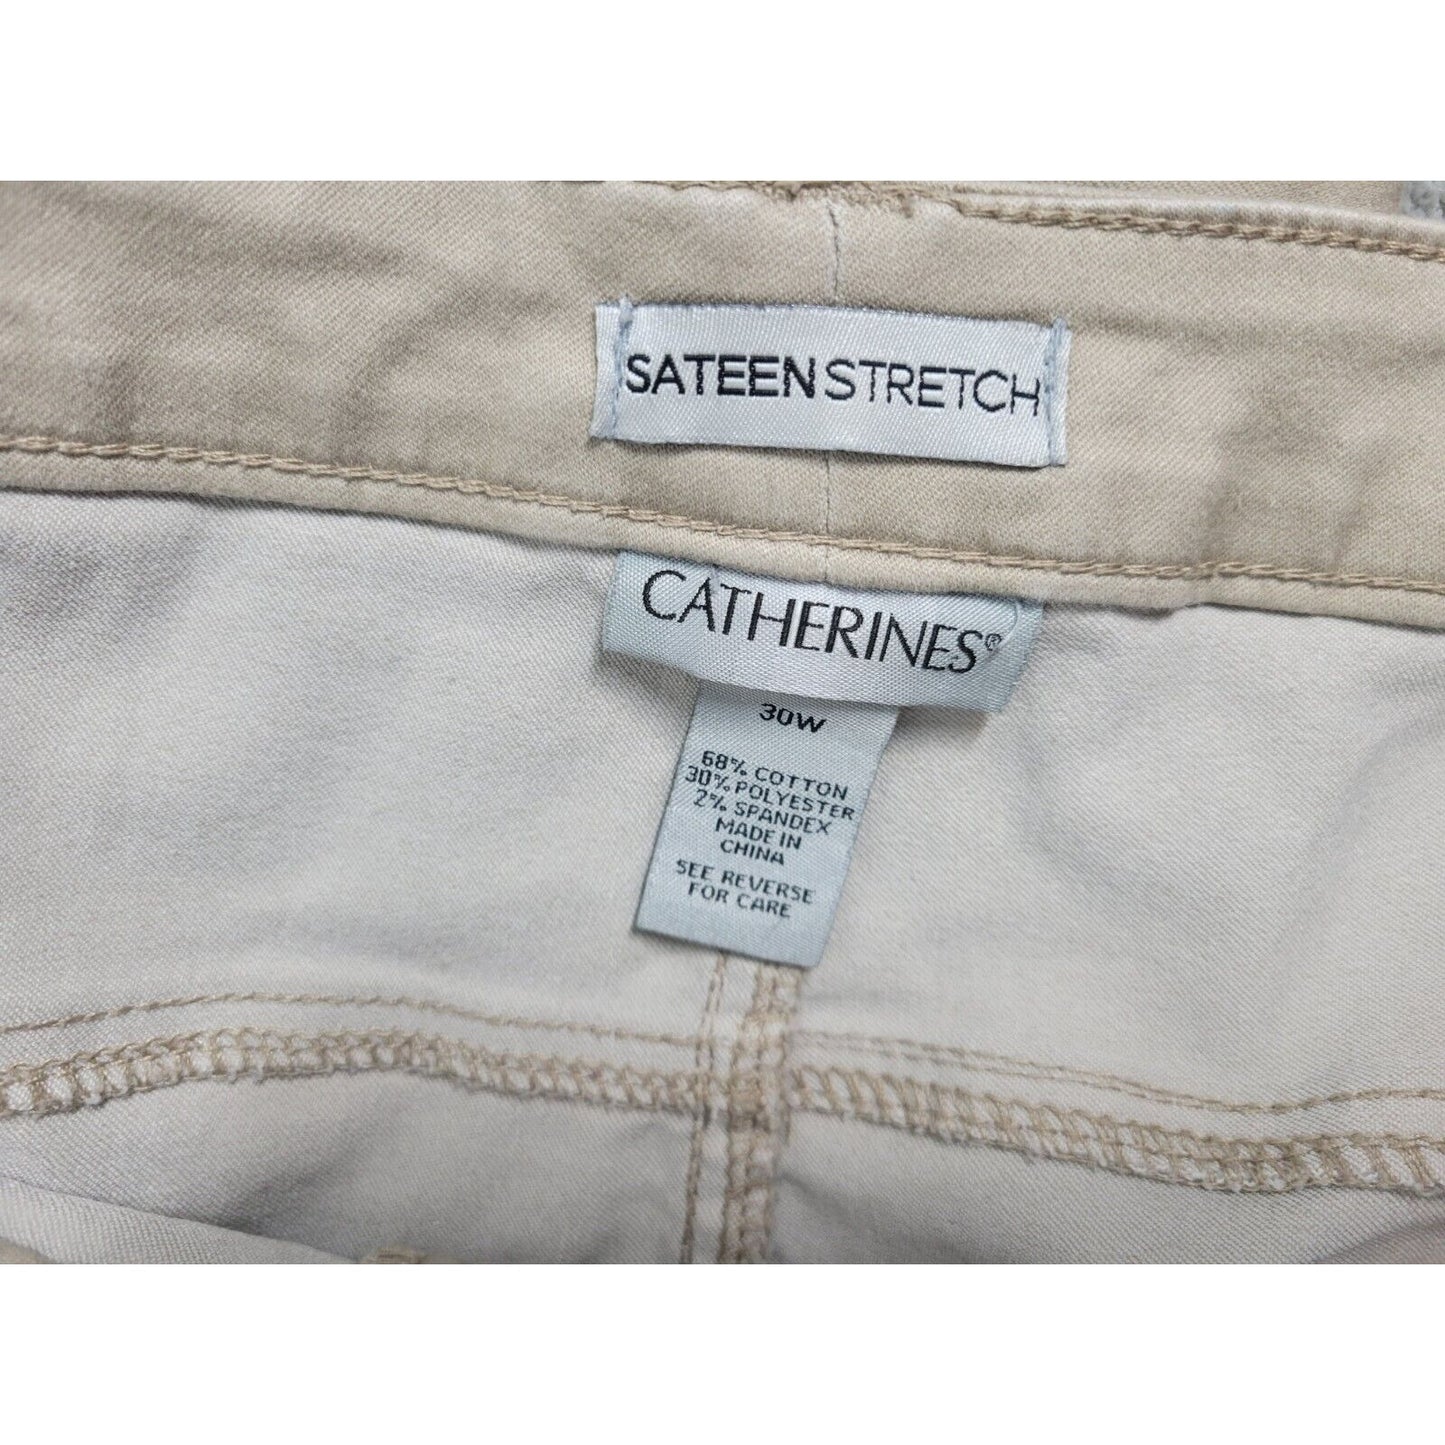 SATEEN STRETCH
CATHERINES®
30W
68% COTTON
30% POLYESTER
2% SPANDEX
MADE IN
CHINA
SEE REVERSE
FOR CARE